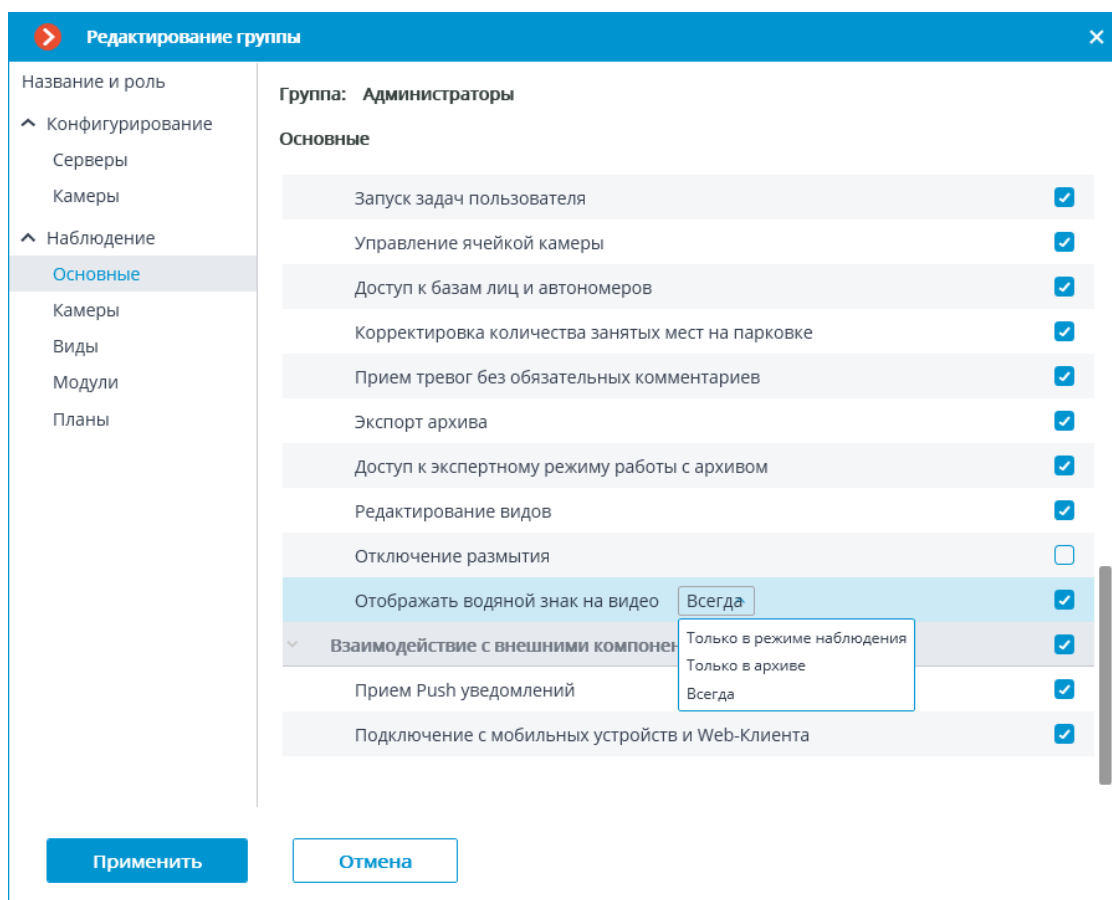 Редактирование группы
Название и роль
Конфигурирование
Серверы
Камеры
Наблюдение
Основные
Камеры
Виды
Модули
Планы
Группа: Администраторы
Основные
Запуск задач пользователя
Управление ячейкой камеры
Доступ к базам лиц и автономеров
Корректировка количества занятых мест на парковке
Прием тревог без обязательных комментариев
Экспорт архива
Доступ к экспертному режиму работы с архивом
Редактирование видов
Отключение размытия
Отображать водяной знак на видео Всегда
Только в режиме наблюдения
Только в архиве
Всегда
Взаимодействие с внешними
Прием Push уведомлений
Подключение с мобильных устройств и Web-Клиента
Применить
Отмена